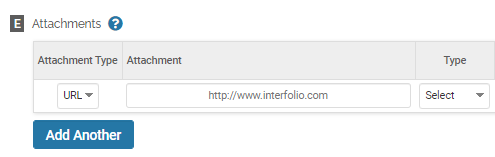 E Attachments ?
Attachment Type Attachment Type
URL http://www.interfolio.com Select
Add Another